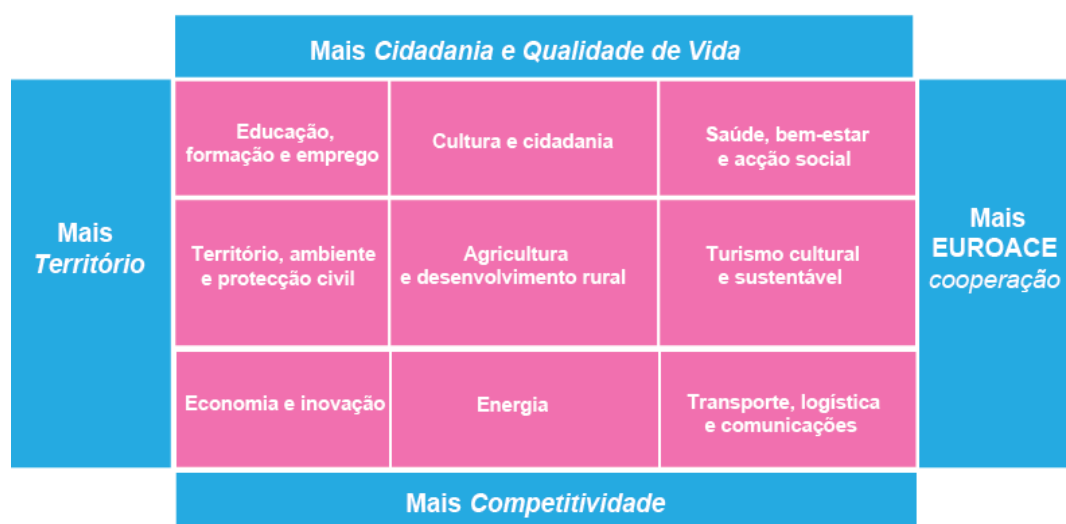 Mais Cidadania e Qualidade de Vida
Mais
Território
Educação,
formação e emprego
Cultura e cidadania
Saúde, bem-estar
e acção social
Território, ambiente
e protecção civil
Agricultura
e desenvolvimento rural
Turismo cultural
e sustentável
Economia e inovação
Energia
Transporte, logística
e comunicações
Mais
EUROACE
cooperação
Mais Competitividade